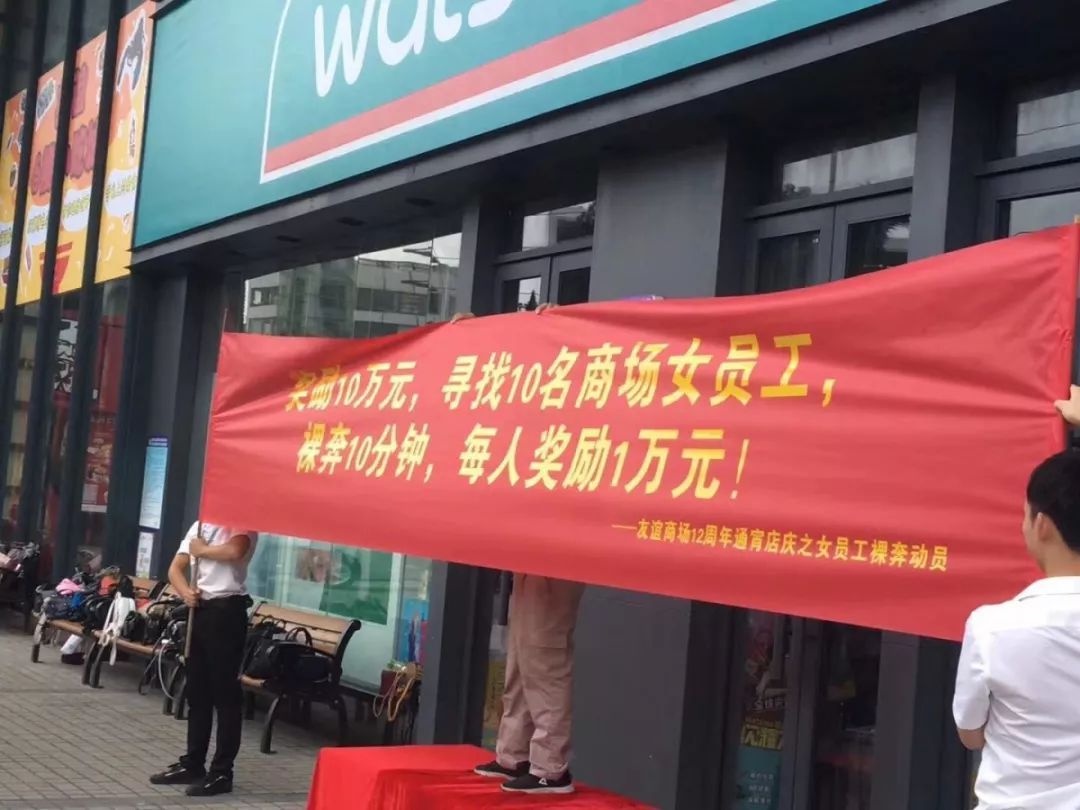 wats
奖励10万元，寻找10名商场女员工，
裸奔10分钟，每人奖励1万元！
——友谊商场12周年通宵店庆之女员工裸奔动员